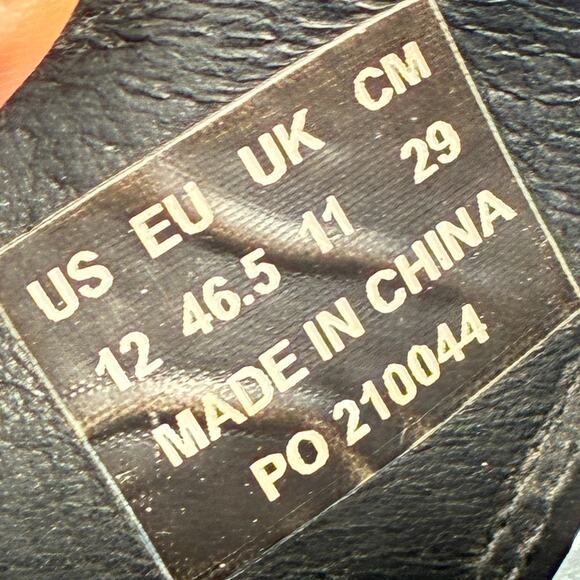 US EU UK CM
12 46.5 11 29
MADE IN CHINA
PO 210044